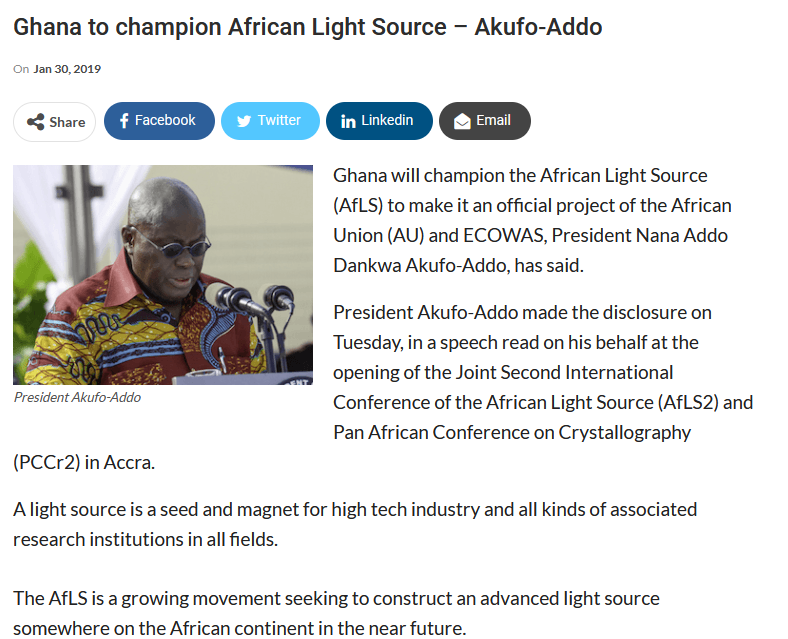 Ghana to champion African Light Source – Akufo-Addo
On Jan 30, 2019
Share
Facebook
Twitter
Linkedin
Email
Ghana will champion the African Light Source
(AfLS) to make it an official project of the African
Union (AU) and ECOWAS, President Nana Addo
Dankwa Akufo-Addo, has said.
President Akufo-Addo made the disclosure on
Tuesday, in a speech read on his behalf at the
opening of the Joint Second International
Conference of the African Light Source (AfLS2) and
Pan African Conference on Crystallography
(PCCr2) in Accra.
President Akufo-Addo
A light source is a seed and magnet for high tech industry and all kinds of associated
research institutions in all fields.
The AfLS is a growing movement seeking to construct an advanced light source
somewhere on the African continent in the near future.